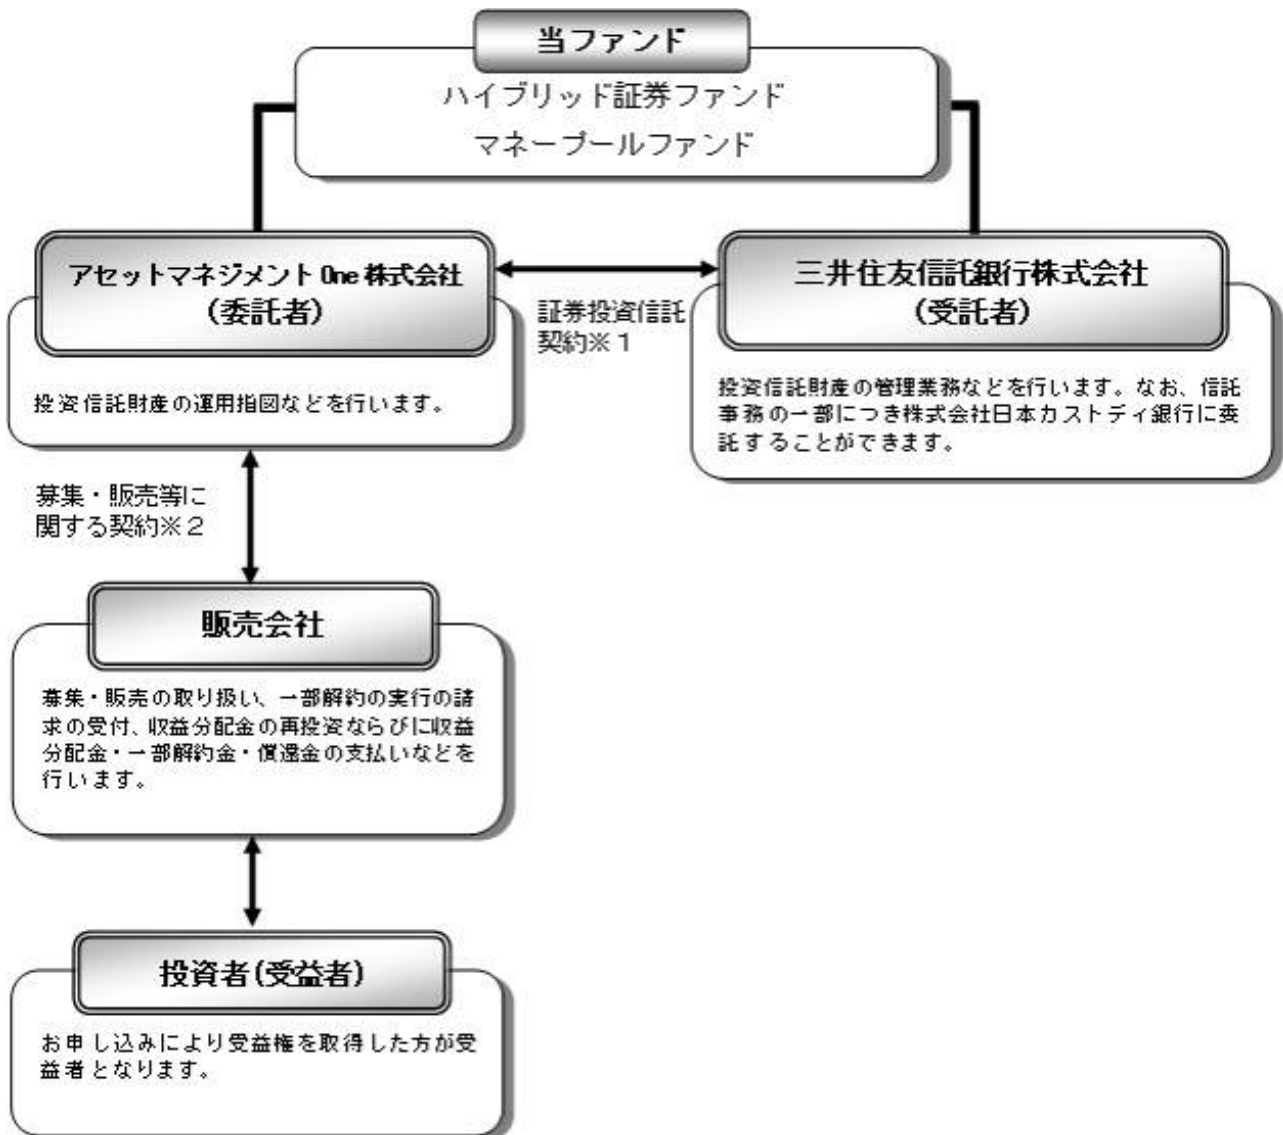 当ファンド
ハイブリッド証券ファンド
マネープールファンド
アセットマネジメントOne株式会社
(委託者)
投資信託財産の運用指図などを行います。
証券投資信託
契約※1
三井住友信託銀行株式会社
(受託者)
投資信託財産の管理業務などを行います。なお、信託
事務の一部につき株式会社日本カストディ銀行に委
託することができます。
募集・販売等に
関する契約※2
販売会社
募集・販売の取り扱い、一部解約の実行の請
求の受付、収益分配金の再投資ならびに収益
分配金・一部解約金・償還金の支払いなどを
行います。
投資者(受益者)
お申し込みにより受益権を取得した方が受
益者となります。